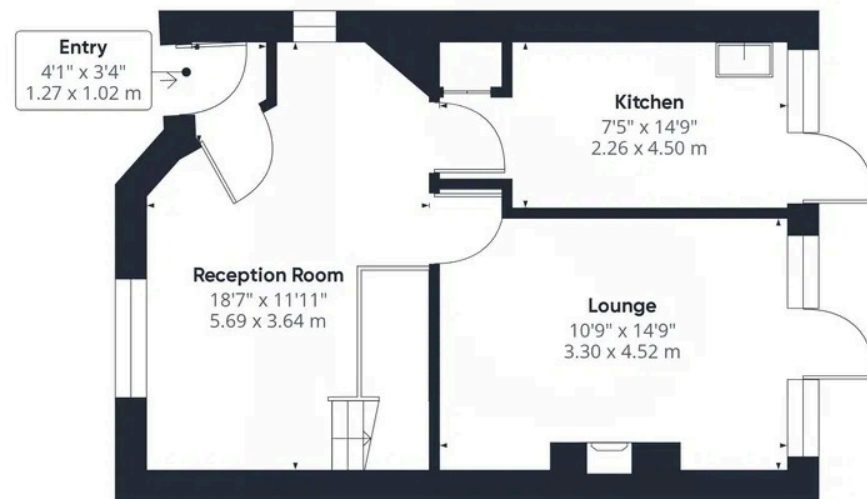 Entry
4'1" x 3'4"
1.27 x 1.02 m
Kitchen
7'5" x 14'9"
2.26 x 4.50 m
Reception Room
18'7" x 11'11"
5.69 x 3.64 m
Lounge
10'9" x 14'9"
3.30 x 4.52 m